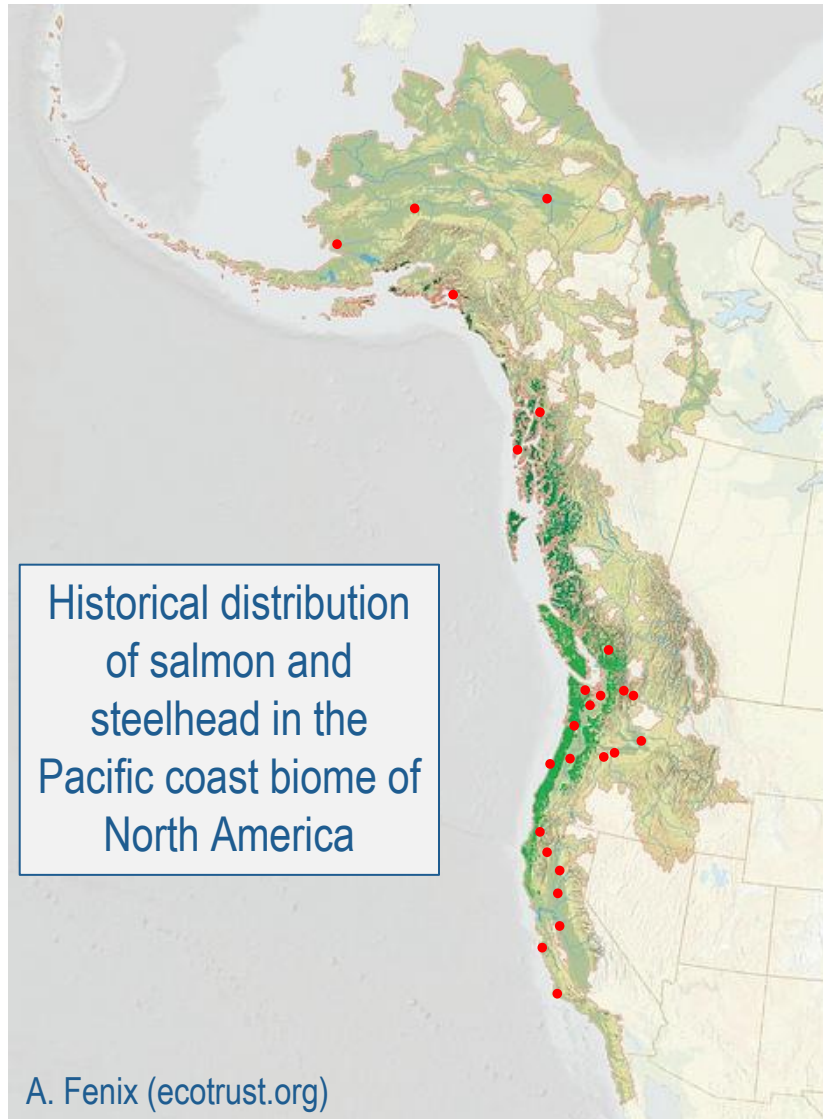 Historical distribution
of salmon and
steelhead in the
Pacific coast biome of
North America
A. Fenix (ecotrust.org)